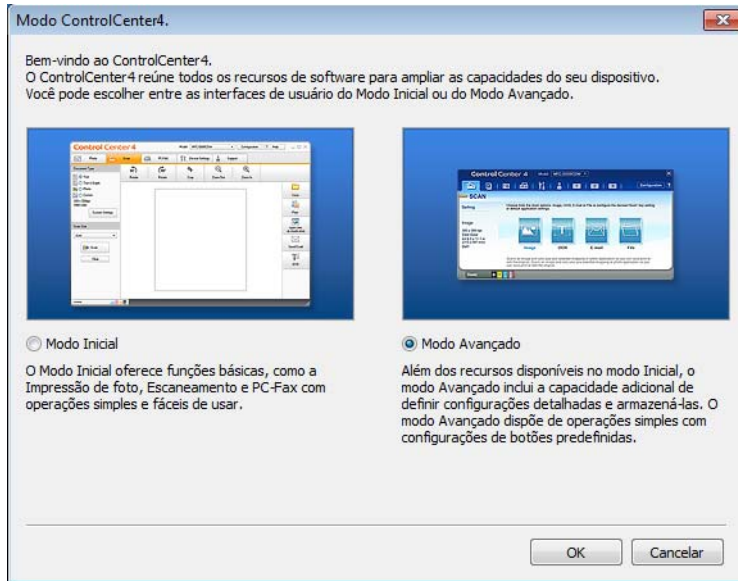 Modo ControlCenter4.
Bem-vindo ao ControlCenter4.
O ControlCenter4 reúne todos os recursos de software para ampliar as capacidades do seu dispositivo.
Você pode escolher entre as interfaces de usuário do Modo Inicial ou do Modo Avançado.
Control Center 4
Control Center 4
SCAN
Image
OCR
E-mail
File
Modo Inicial
O Modo Inicial oferece funções básicas, como a
Impressão de foto, Escaneamento e PC-Fax com
operações simples e fáceis de usar.
Modo Avançado
Além dos recursos disponíveis no modo Inicial, o
modo Avançado inclui a capacidade adicional de
definir configurações detalhadas e armazená-las. O
modo Avançado dispõe de operações simples com
configurações de botões predefinidas.
OK
Cancelar